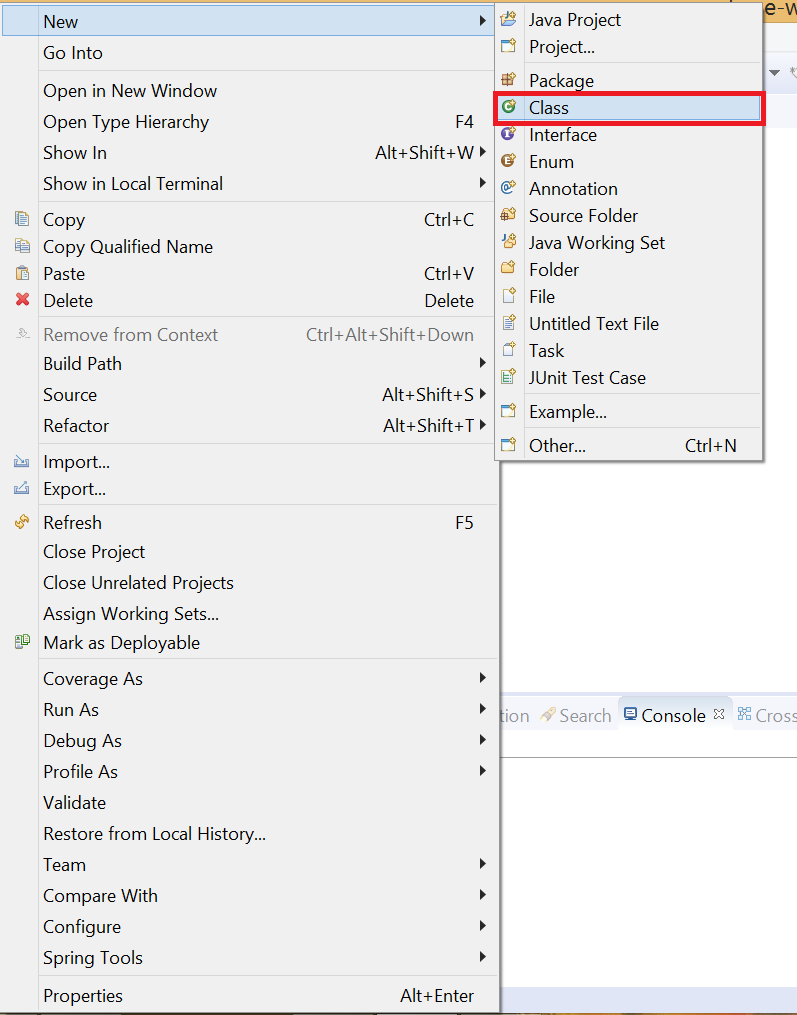 New
Go Into
Open in New Window
Open Type Hierarchy F4
Show In Alt+Shift+W
Show in Local Terminal
Copy Ctrl+C
Copy Qualified Name
Paste Ctrl+V
Delete Delete
Remove from Context Ctrl+Alt+Shift+Down
Build Path
Source Alt+Shift+S
Refactor Alt+Shift+T
Import...
Export...
Refresh F5
Close Project
Close Unrelated Projects
Assign Working Sets...
Mark as Deployable
Coverage As
Run As
Debug As
Profile As
Validate
Restore from Local History...
Team
Compare With
Configure
Spring Tools
Properties Alt+Enter
Java Project
Project...
Package
Class
Interface
Enum
Annotation
Source Folder
Java Working Set
Folder
File
Untitled Text File
Task
JUnit Test Case
Example...
Other... Ctrl+N
e-w
tion Search Console Cross